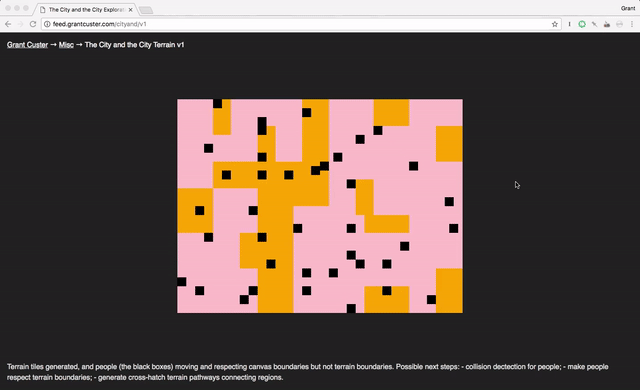 The City and the City Explorat
Grant
feed.grantcuster.com/cityand/v1
Grant Custer → Misc → The City and the City Terrain v1
Terrain tiles generated, and people (the black boxes) moving and respecting canvas boundaries but not terrain boundaries. Possible next steps: - collision dectection for people; - make people
respect terrain boundaries; - generate cross-hatch terrain pathways connecting regions.